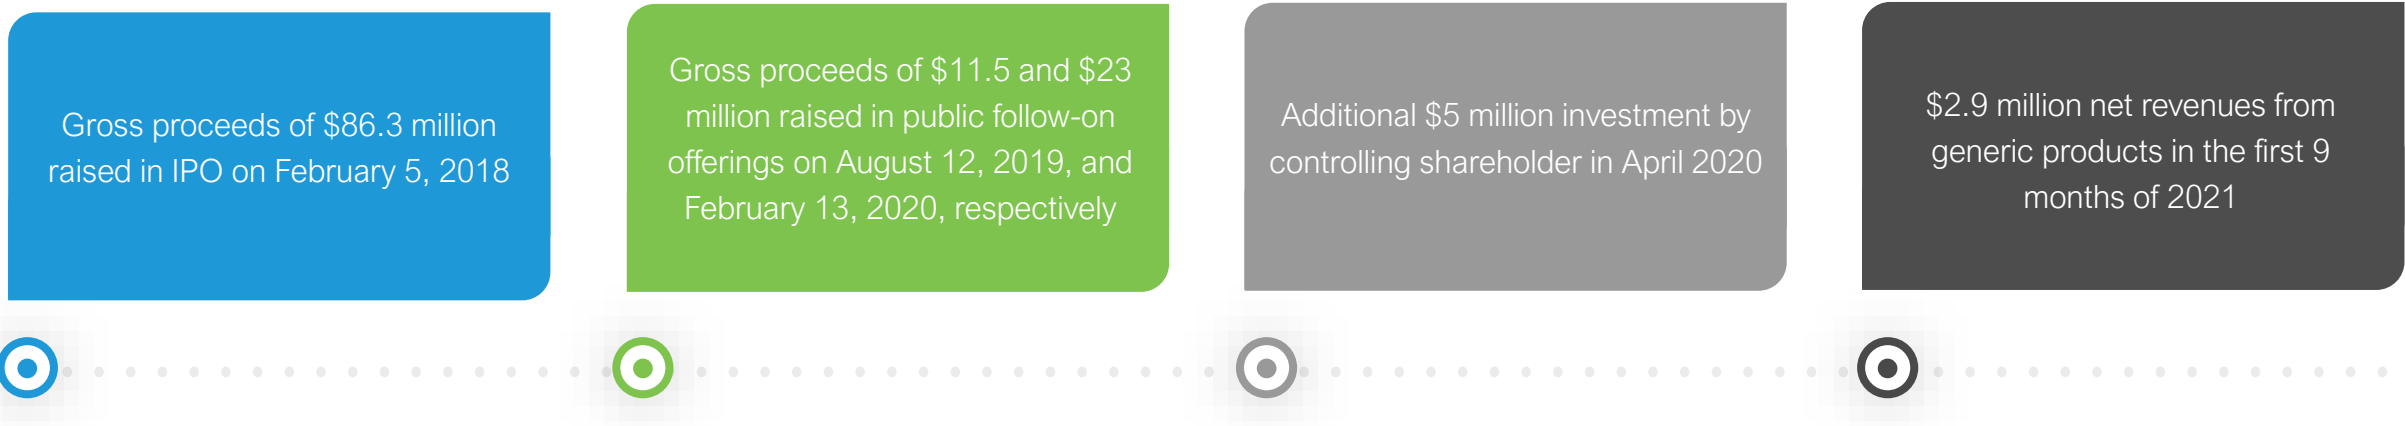 Gross proceeds of $86.3 million
raised in IPO on February 5, 2018
Gross proceeds of $11.5 and $23
million raised in public follow-on
offerings on August 12, 2019, and
February 13, 2020, respectively
Additional $5 million investment by
controlling shareholder in April 2020
$2.9 million net revenues from
generic products in the first 9
months of 2021